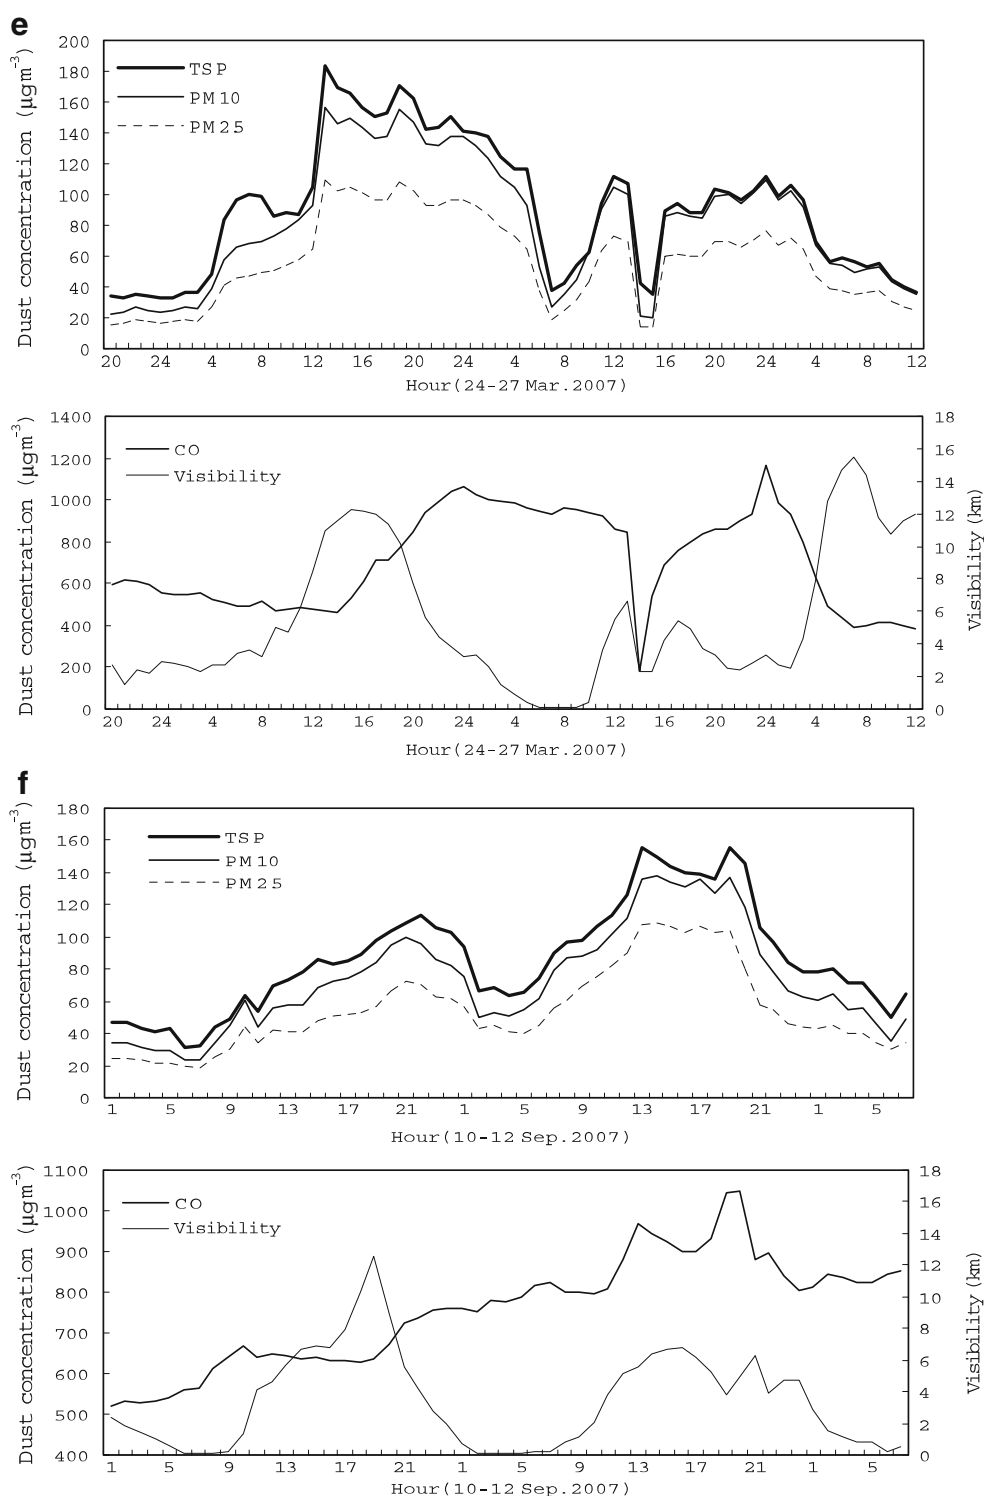 e
Dust concentration (μgm⁻³)
200
180
160
140
120
100
80
60
40
20
0
TSP
PM10
PM25
20 24 4 8 12 16 20 24 4 8 12 16 20 24 4 8 12
Hour(24-27 Mar.2007)
Dust concentration (μgm⁻³)
1400
1200
1000
800
600
400
200
0
CO
Visibility
18
16
14
12
10
8
6
4
2
0
Visibility (km)
20 24 4 8 12 16 20 24 4 8 12 16 20 24 4 8 12
Hour(24-27 Mar.2007)
f
Dust concentration (μgm⁻³)
180
160
140
120
100
80
60
40
20
0
TSP
PM10
PM25
1 5 9 13 17 21 1 5 9 13 17 21 1 5
Hour(10-12 Sep.2007)
Dust concentration (μgm⁻³)
1100
1000
900
800
700
600
500
400
CO
Visibility
18
16
14
12
10
8
6
4
2
0
Visibility (km)
1 5 9 13 17 21 1 5 9 13 17 21 1 5
Hour(10-12 Sep.2007)